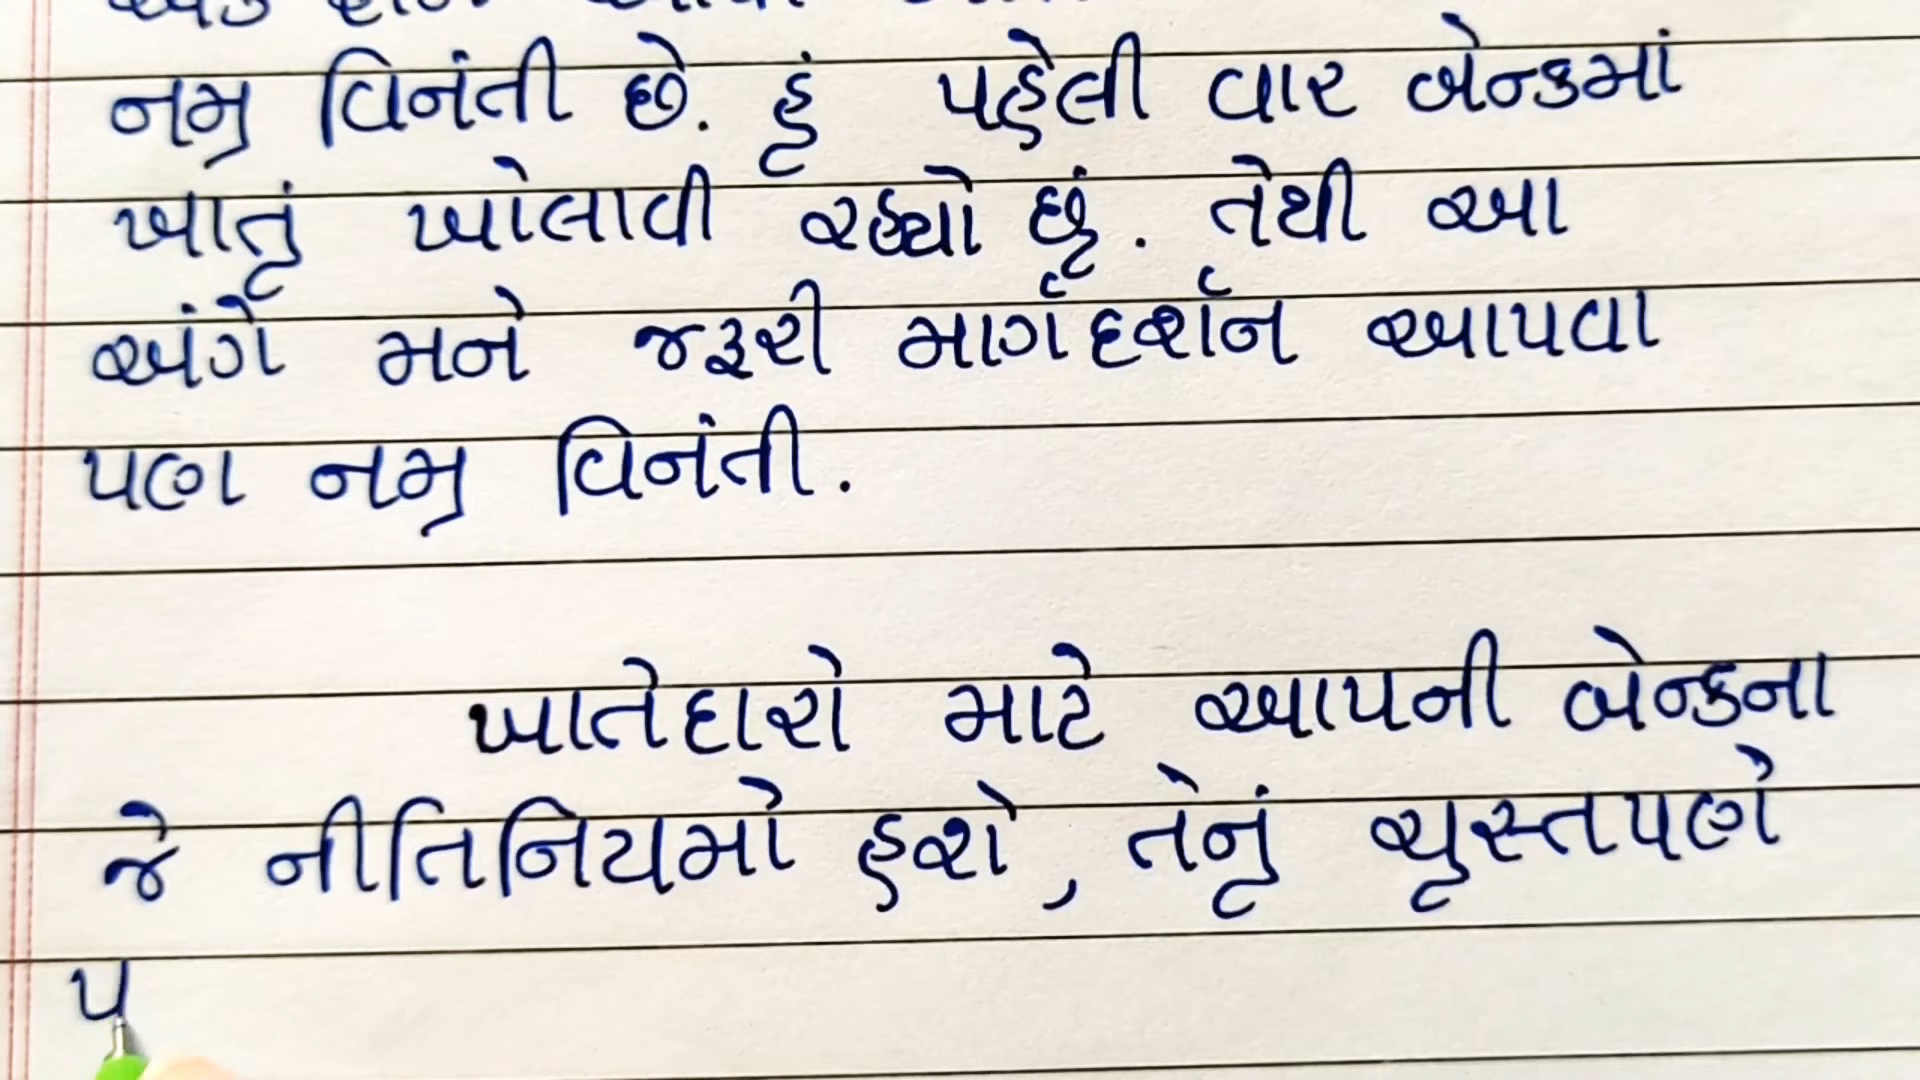 નમ્ર વિનંતી છે. હું પહેલી વાર બેન્કમાં
ખાતું ખોલાવી રહ્યો છું. તેથી આ
અંગે મને જરૂરી માર્ગદર્શન આપવા
પણ નમ્ર વિનંતી.
ખાતેદારો માટે આપની બેન્કના
જે નીતિનિયમો હશે, તેનું ચુસ્તપણે
પ